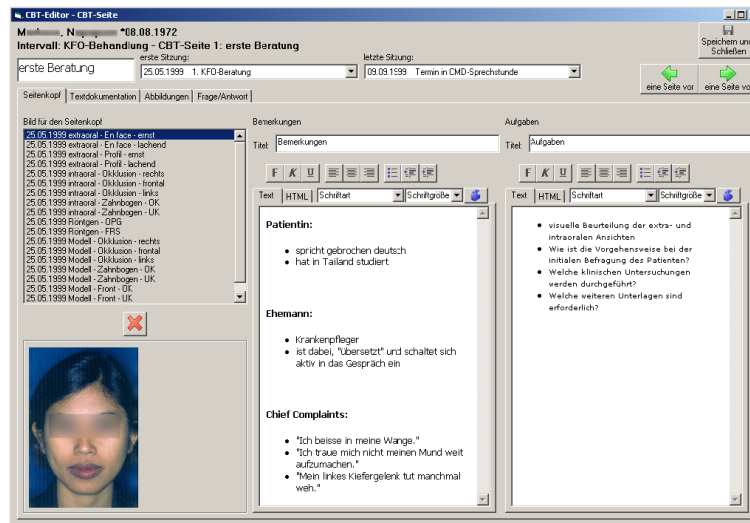 CBT-Editor - CBT-Seite
*08.08.1972
Intervall: KFO-Behandlung - CBT-Seite 1: erste Beratung
Speichern und Schließen
erste Sitzung:
letzte Sitzung:
erste Beratung
25.05.1999 1. KFO-Beratung
09.09.1999 Termin in CMD-Sprechstunde
eine Seite vor
eine Seite vo
Seitenkopf
Textdokumentation
Abbildungen
Frage/Antwort
Bild für den Seitenkopf
25.05.1999 extraoral - En face - ernst
25.05.1999 extraoral - En face - lachend
25.05.1999 extraoral - Profil - ernst
25.05.1999 extraoral - Profil - lachend
25.05.1999 intraoral - Okklusion - rechts
25.05.1999 intraoral - Okklusion - frontal
25.05.1999 intraoral - Okklusion - links
25.05.1999 intraoral - Zahnbogen - OK
25.05.1999 intraoral - Zahnbogen - UK
25.05.1999 Röntgen - OPG
25.05.1999 Röntgen - FRS
25.05.1999 Modell - Okklusion - rechts
25.05.1999 Modell - Okklusion - frontal
25.05.1999 Modell - Okklusion - links
25.05.1999 Modell - Zahnbogen - OK
25.05.1999 Modell - Zahnbogen - UK
25.05.1999 Modell - Front - OK
25.05.1999 Modell - Front - UK
Bemerkungen
Titel: Bemerkungen
F K U
Text HTML Schriftart Schriftgröße
Patientin:
spricht gebrochen deutsch
hat in Tailand studiert
Ehemann:
Krankenpfleger
ist dabei, "übersetzt" und schaltet sich
aktiv in das Gespräch ein
Chief Complaints:
"Ich beisse in meine Wange."
"Ich traue mich nicht meinen Mund weit
aufzumachen."
"Mein linkes Kiefergelenk tut manchmal
weh."
Aufgaben
Titel: Aufgaben
F K U
Text HTML Schriftart Schriftgröße
visuelle Beurteilung der extra- und
intraoralen Ansichten
Wie ist die Vorgehensweise bei der
initialen Befragung des Patienten?
Welche klinischen Untersuchungen
werden durchgeführt?
Welche weiteren Unterlagen sind
erforderlich?